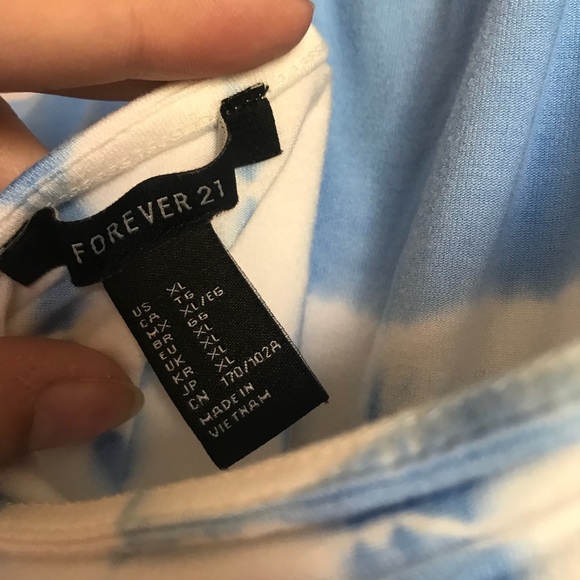 FOREVER 21
US XL
CA TG
MX XL/EG
BR GG
EU XL
UK XL
KR XL
JP XL
CN 170/102A
MADE IN
VIETNAM